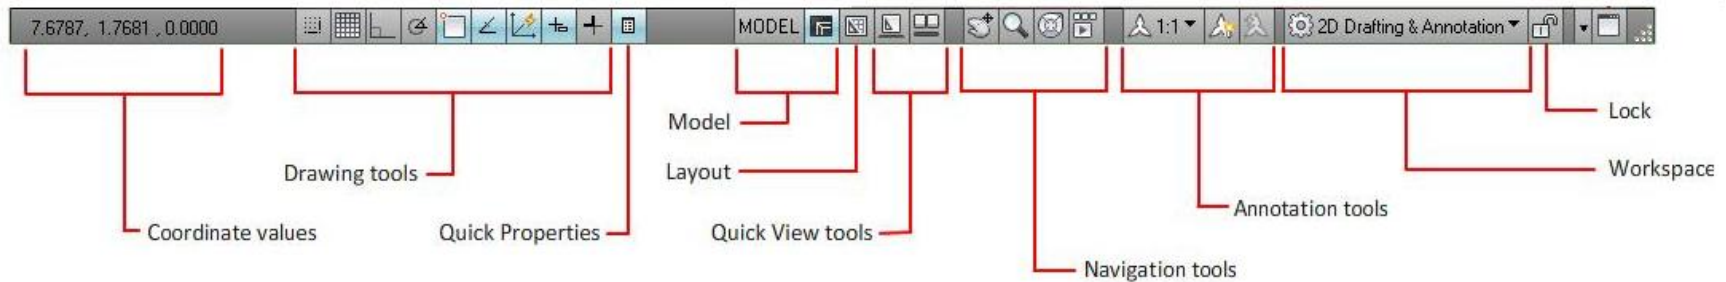 7.6787, 1.7681 , 0.0000 MODEL 1:1 2D Drafting & Annotation
Lock
Model
Workspace
Drawing tools
Layout
Annotation tools
Coordinate values
Quick Properties
Quick View tools
Navigation tools